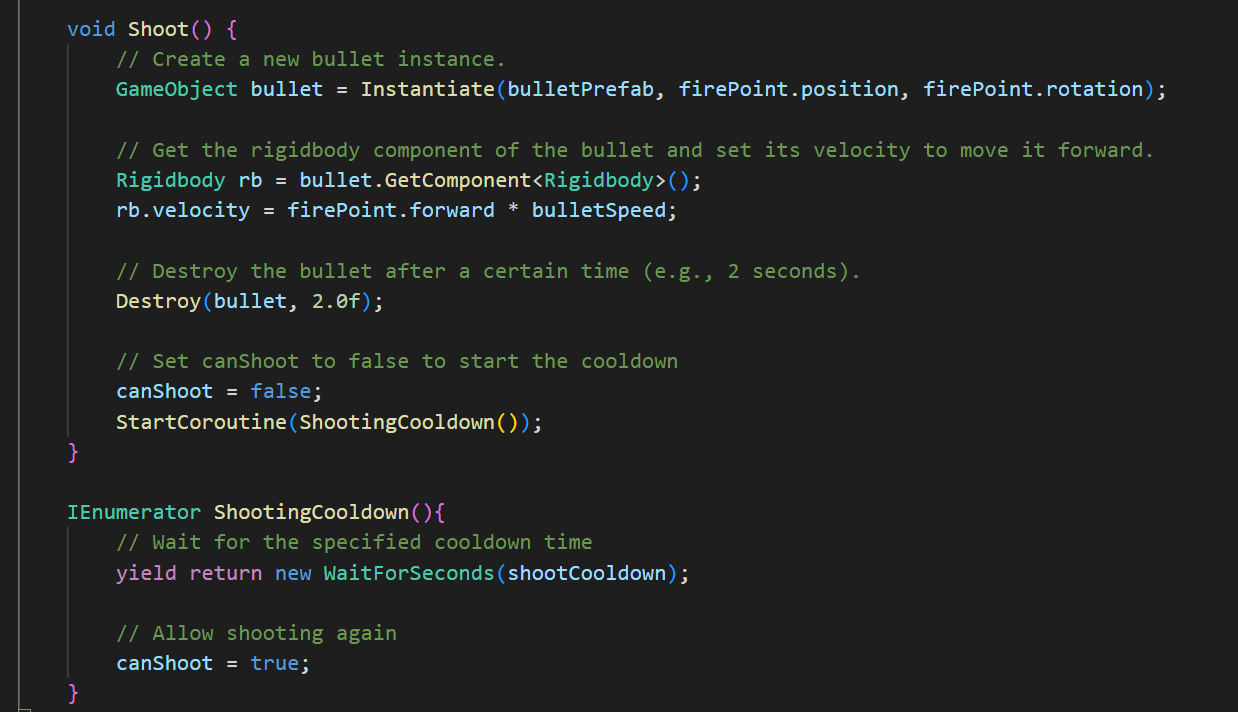 void Shoot() {
// Create a new bullet instance.
GameObject bullet = Instantiate(bulletPrefab, firePoint.position, firePoint.rotation);
// Get the rigidbody component of the bullet and set its velocity to move it forward.
Rigidbody rb = bullet.GetComponent<Rigidbody>();
rb.velocity = firePoint.forward * bulletSpeed;
// Destroy the bullet after a certain time (e.g., 2 seconds).
Destroy(bullet, 2.0f);
// Set canShoot to false to start the cooldown
canShoot = false;
StartCoroutine(ShootingCooldown());
}
IEnumerator ShootingCooldown(){
// Wait for the specified cooldown time
yield return new WaitForSeconds(shootCooldown);
// Allow shooting again
canShoot = true;
}